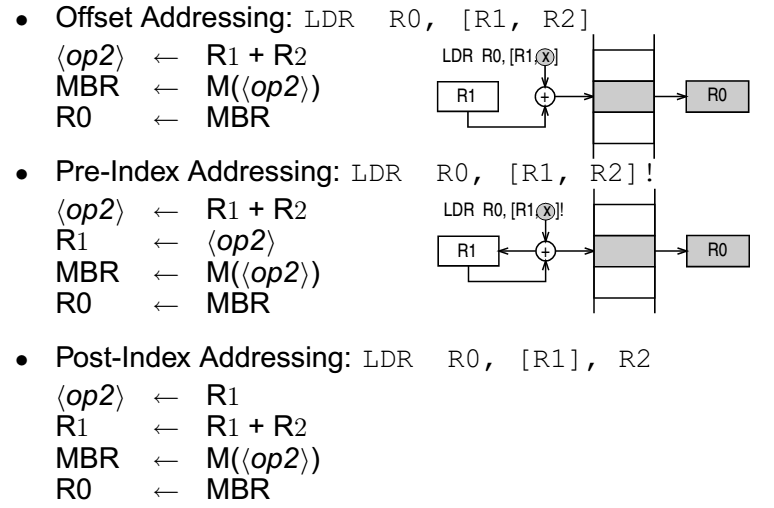 • Offset Addressing: LDR R0, [R1, R2]
⟨op2⟩ ← R1 + R2
MBR ← M(⟨op2⟩)
R0 ← MBR
LDR R0, [R1, X]
R1
+
R0
• Pre-Index Addressing: LDR R0, [R1, R2]!
⟨op2⟩ ← R1 + R2
R1 ← ⟨op2⟩
MBR ← M(⟨op2⟩)
R0 ← MBR
LDR R0, [R1, X]!
R1
+
R0
• Post-Index Addressing: LDR R0, [R1], R2
⟨op2⟩ ← R1
R1 ← R1 + R2
MBR ← M(⟨op2⟩)
R0 ← MBR